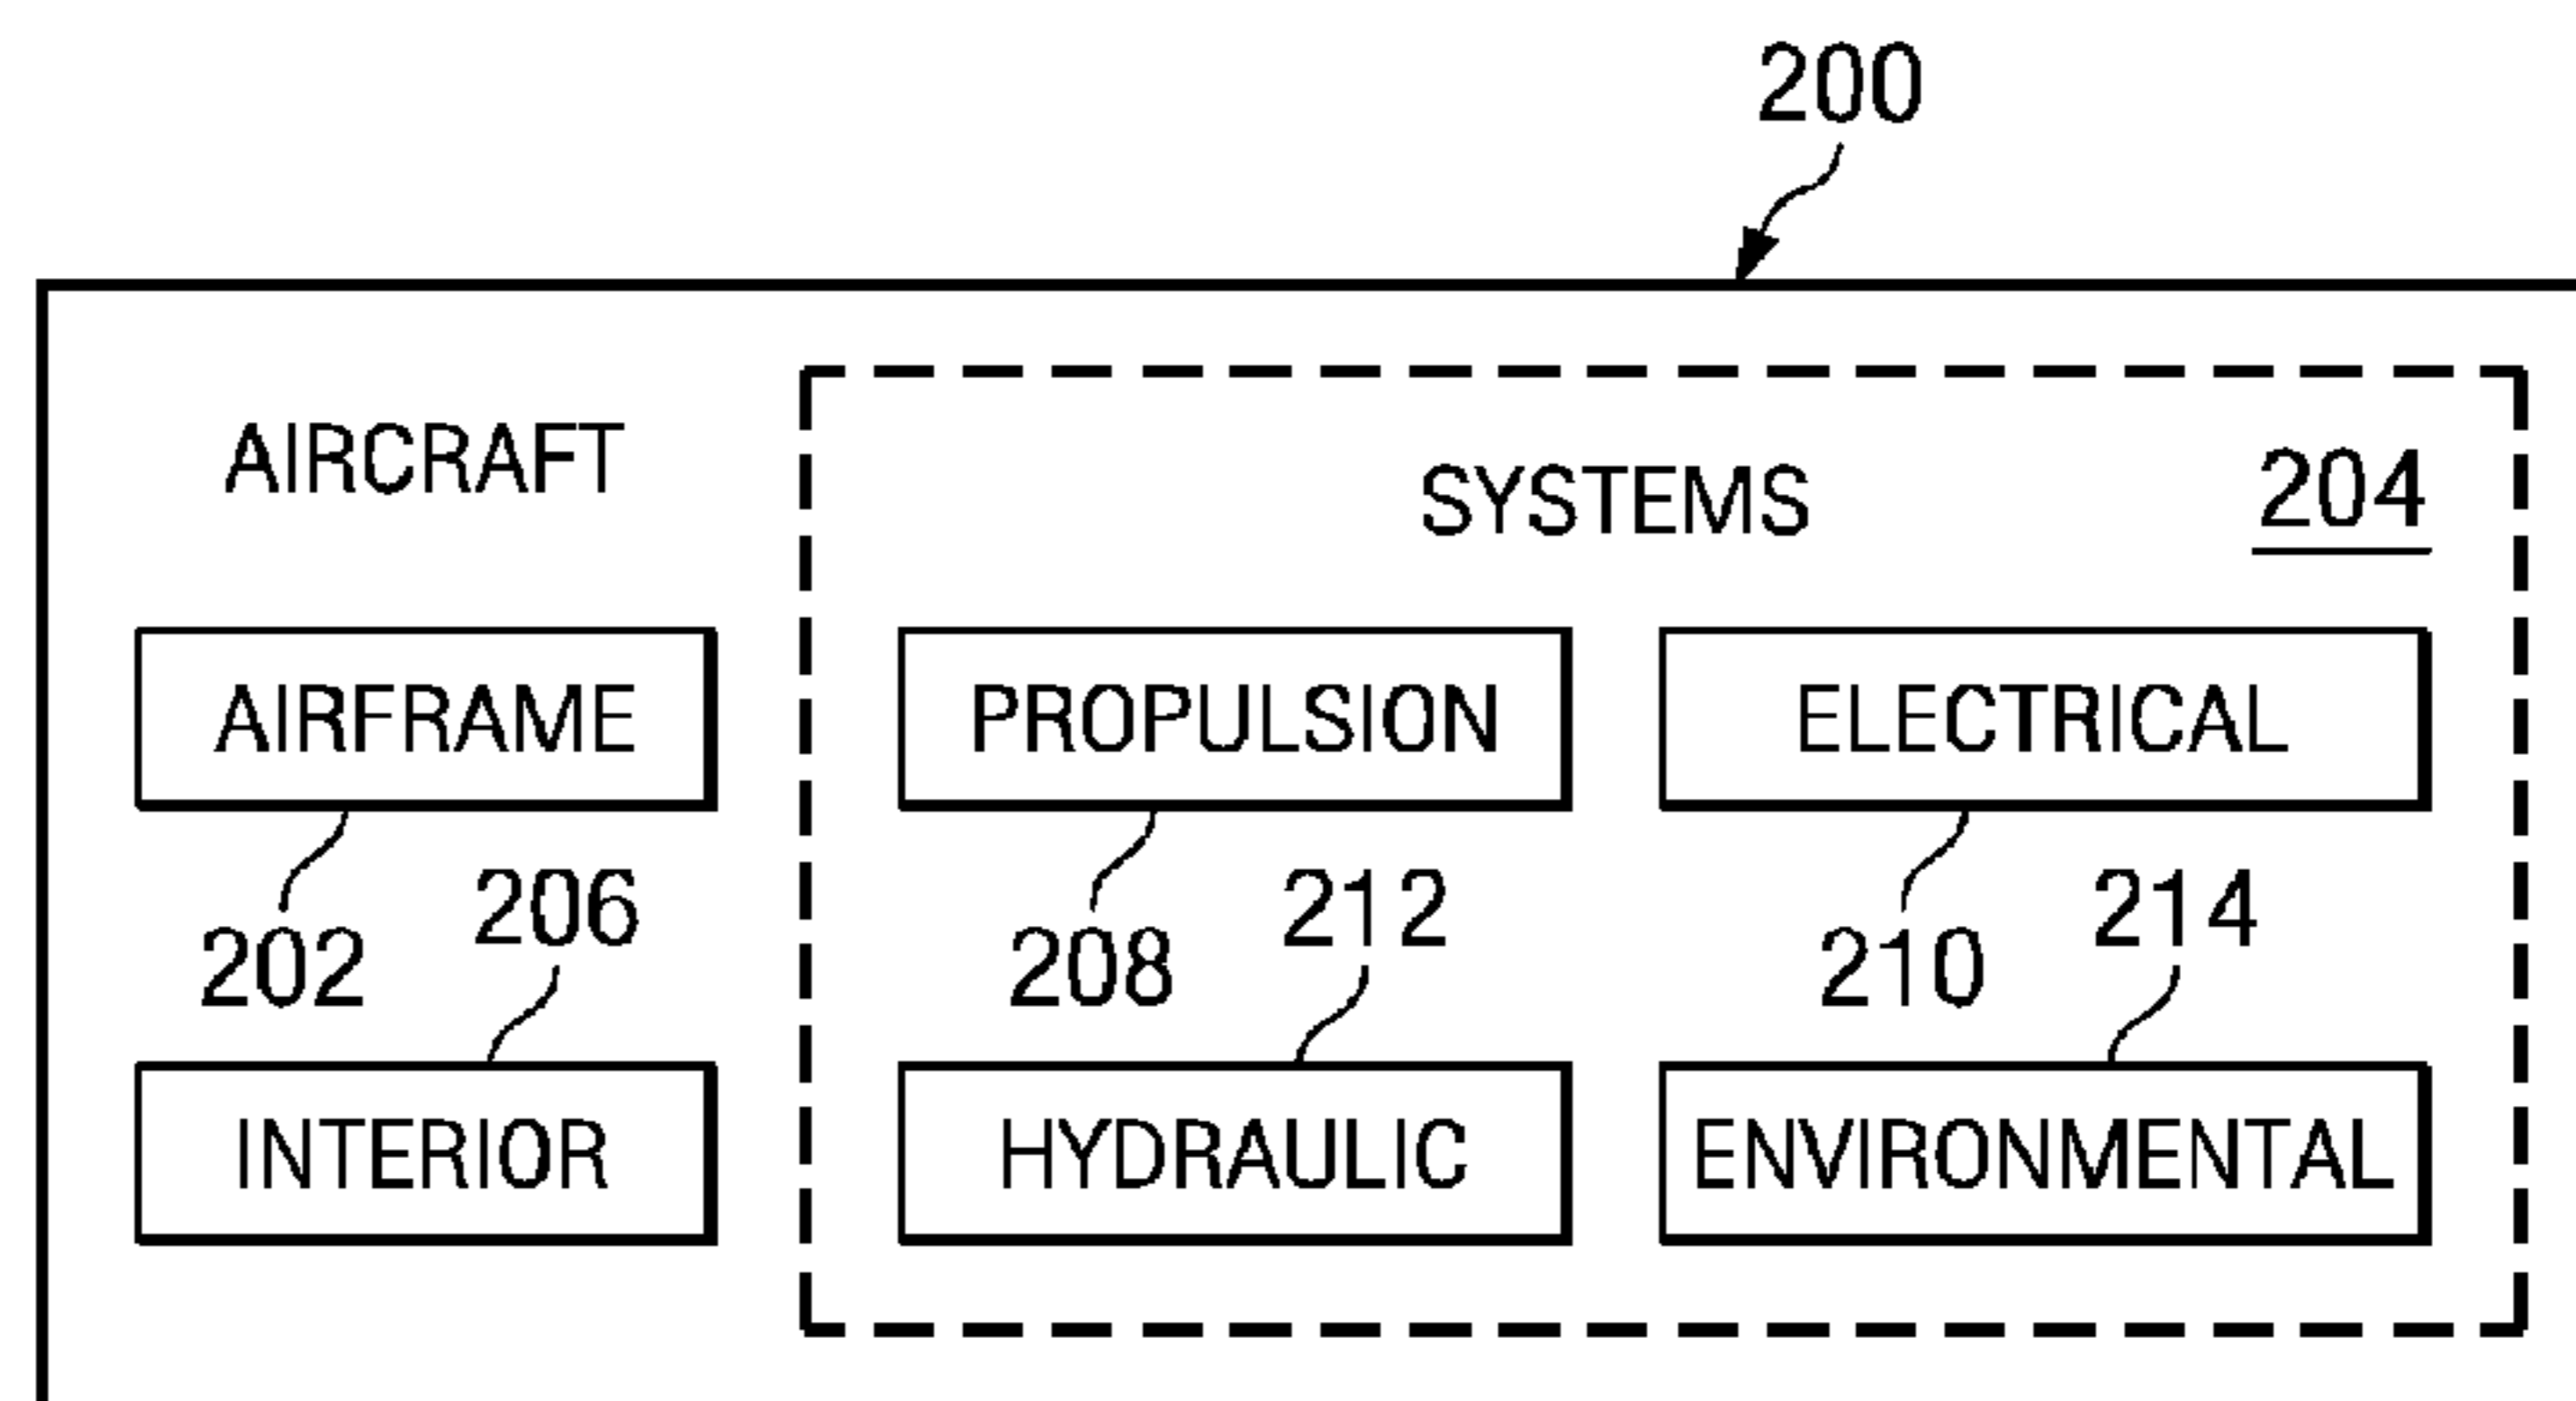 200
AIRCRAFT
SYSTEMS 204
AIRFRAME PROPULSION ELECTRICAL
206 212 214
202 208 210
INTERIOR HYDRAULIC ENVIRONMENTAL